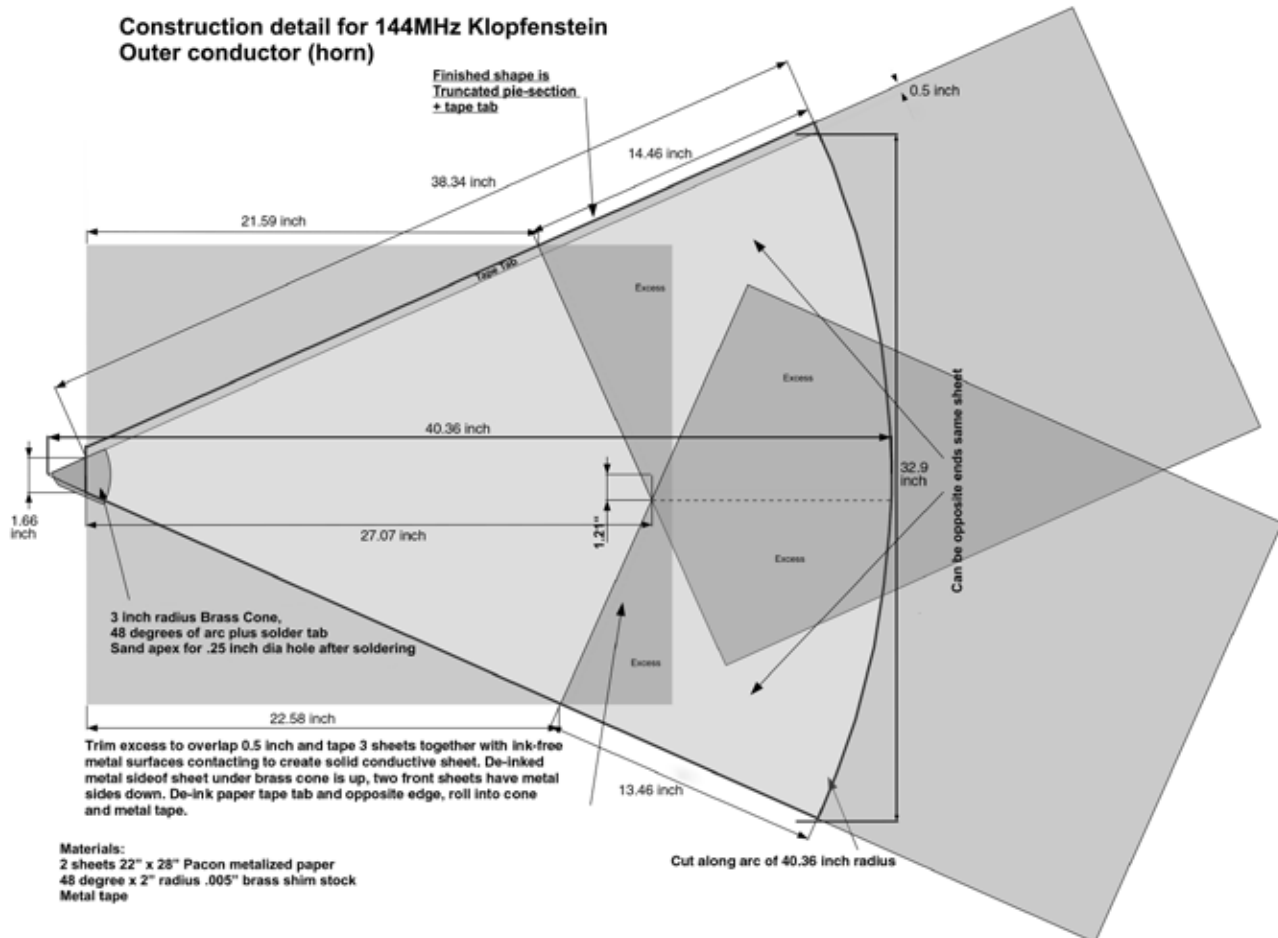 Construction detail for 144MHz Klopfenstein
Outer conductor (horn)
Finished shape is
Truncated pie-section
+ tape tab
0.5 inch
14.46 inch
38.34 inch
21.59 inch
Tape Tab
Excess
Excess
40.36 inch
Can be opposite ends same sheet
32.9
inch
1.66
inch
27.07 inch
1.21"
Excess
3 inch radius Brass Cone,
48 degrees of arc plus solder tab
Sand apex for .25 inch dia hole after soldering
Excess
22.58 inch
Trim excess to overlap 0.5 inch and tape 3 sheets together with ink-free
metal surfaces contacting to create solid conductive sheet. De-inked
metal sideof sheet under brass cone is up, two front sheets have metal
sides down. De-ink paper tape tab and opposite edge, roll into cone
and metal tape.
13.46 inch
Cut along arc of 40.36 inch radius
Materials:
2 sheets 22" x 28" Pacon metalized paper
48 degree x 2" radius .005" brass shim stock
Metal tape